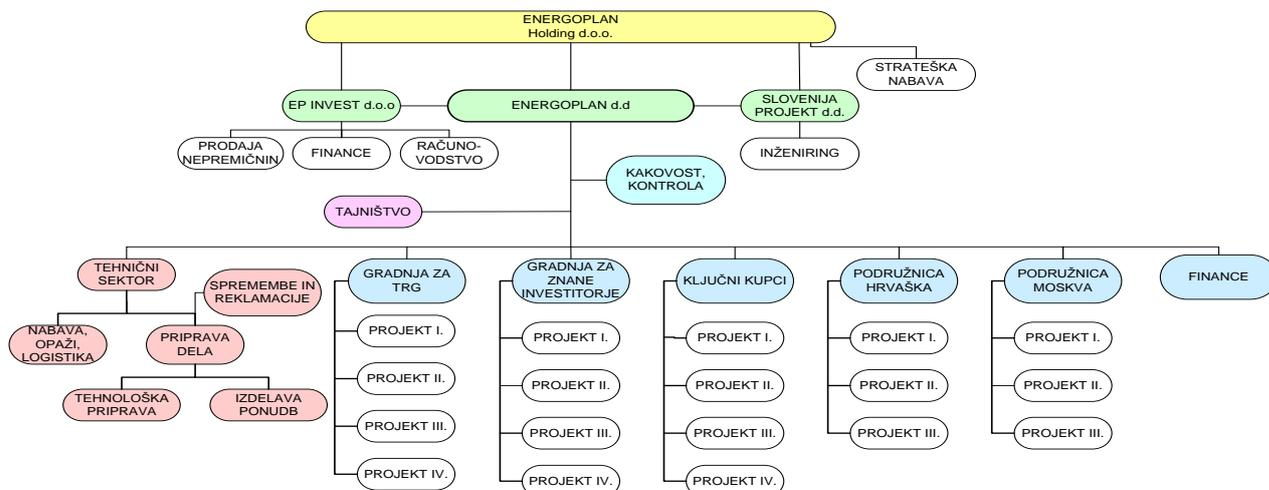 ENERGOPLAN
Holding d.o.o.
STRATEŠKA
NABAVA
EP INVEST d.o.o
ENERGOPLAN d.d
SLOVENIJA
PROJEKT d.d.
PRODAJA
NEPREMIČNIN
FINANCE
RAČUNO-
VODSTVO
INŽENIRING
KAKOVOST,
KONTROLA
TAJNIŠTVO
TEHNIČNI
SEKTOR
SPREMEMBE IN
REKLAMACIJE
NABAVA,
OPAŽI,
LOGISTIKA
PRIPRAVA
DELA
TEHNOLOŠKA
PRIPRAVA
IZDELAVA
PONUDB
GRADNJA ZA
TRG
PROJEKT I.
PROJEKT II.
PROJEKT III.
PROJEKT IV.
GRADNJA ZA
ZNANE
INVESTITORJE
PROJEKT I.
PROJEKT II.
PROJEKT III.
PROJEKT IV.
KLJUČNI KUPCI
PROJEKT I.
PROJEKT II.
PROJEKT III.
PROJEKT IV.
PODRUŽNICA
HRVAŠKA
PROJEKT I.
PROJEKT II.
PROJEKT III.
PODRUŽNICA
MOSKVA
PROJEKT I.
PROJEKT II.
PROJEKT III.
FINANCE